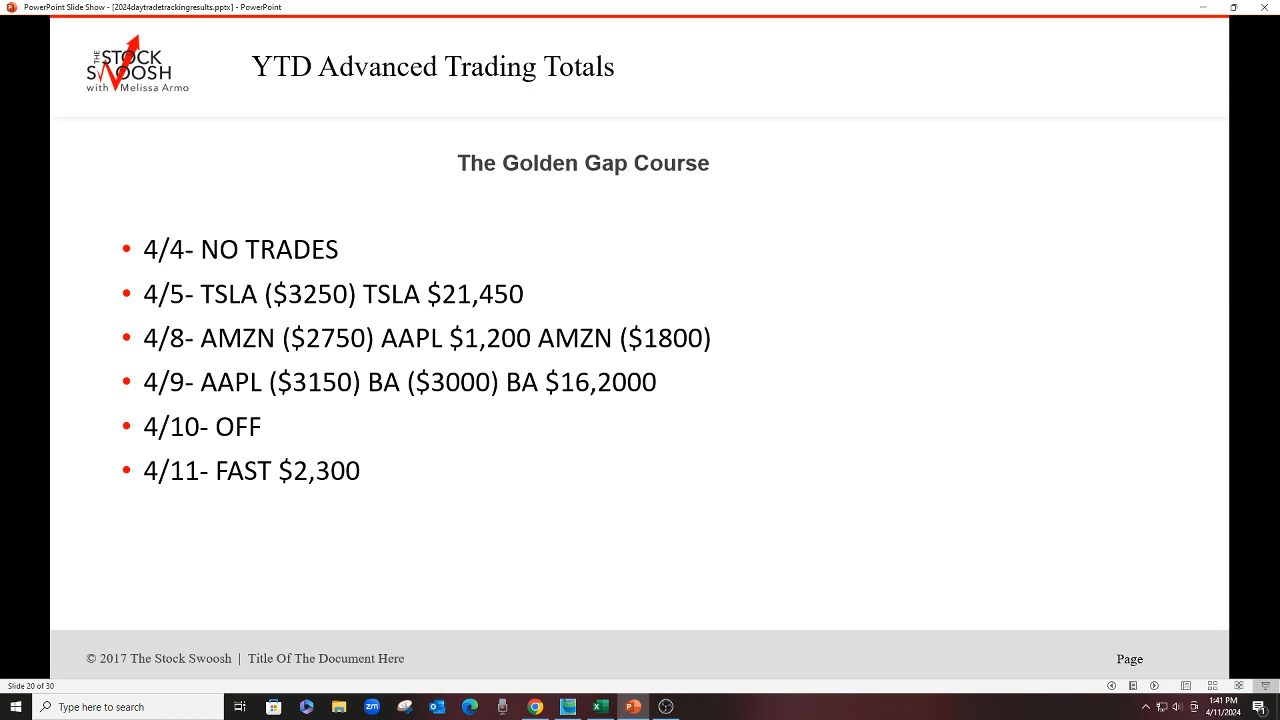 PowerPoint Slide Show - [2024daytradetrackingresults.pptx] - PowerPoint
THE STOCK
SWOOSH
with Melissa Armo
YTD Advanced Trading Totals
The Golden Gap Course
• 4/4- NO TRADES
• 4/5- TSLA ($3250) TSLA $21,450
• 4/8- AMZN ($2750) AAPL $1,200 AMZN ($1800)
• 4/9- AAPL ($3150) BA ($3000) BA $16,2000
• 4/10- OFF
• 4/11- FAST $2,300
© 2017 The Stock Swoosh | Title Of The Document Here
Page
Slide 20 of 30
Type here to search
zm
1:41 PM
4/11/2024